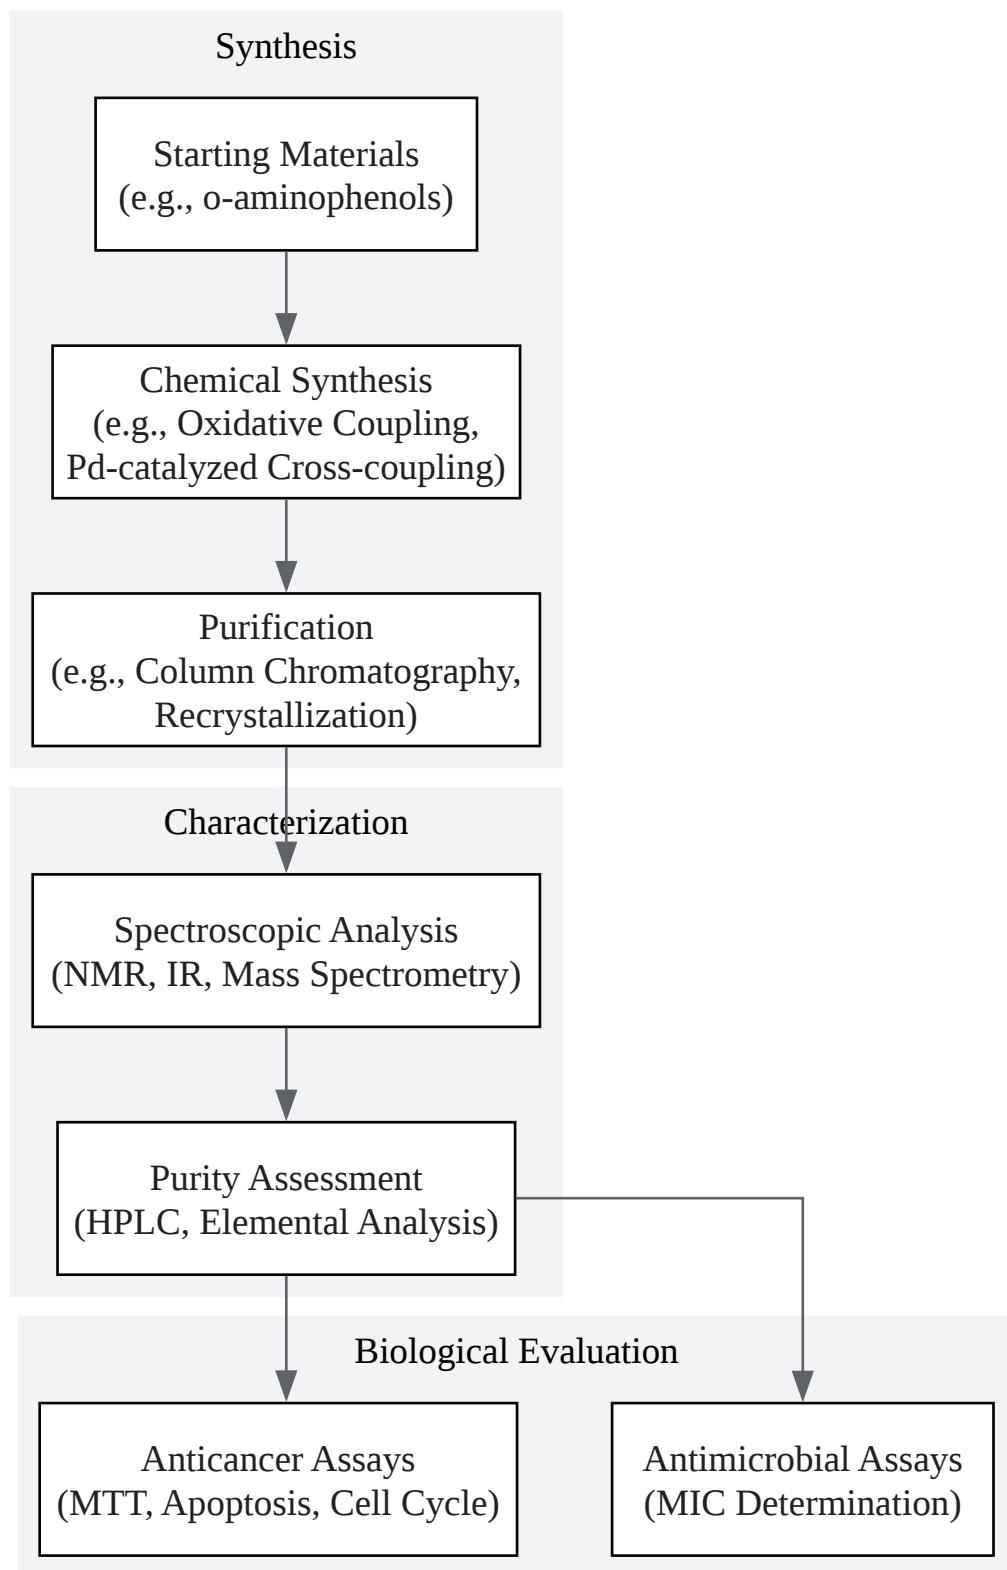 Synthesis
Starting Materials
(e.g., o-aminophenols)
Chemical Synthesis
(e.g., Oxidative Coupling,
Pd-catalyzed Cross-coupling)
Purification
(e.g., Column Chromatography,
Recrystallization)
Characterization
Spectroscopic Analysis
(NMR, IR, Mass Spectrometry)
Purity Assessment
(HPLC, Elemental Analysis)
Biological Evaluation
Anticancer Assays
(MTT, Apoptosis, Cell Cycle)
Antimicrobial Assays
(MIC Determination)